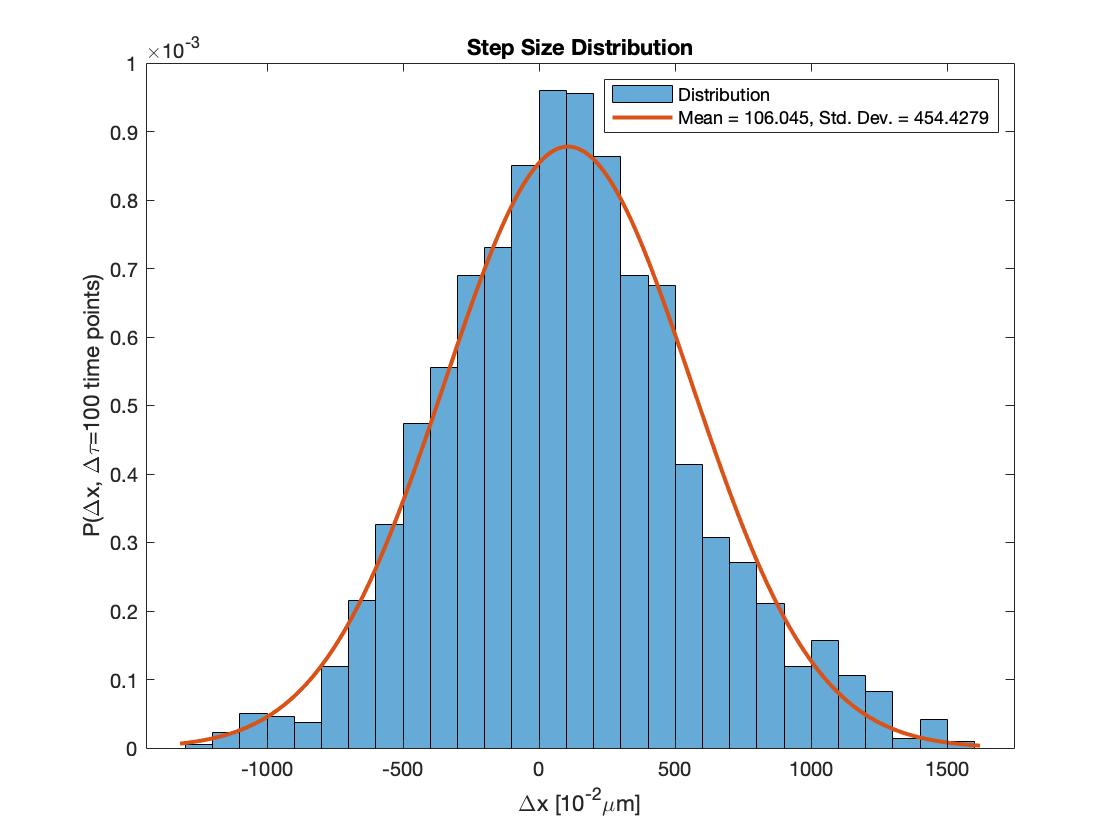 Step Size Distribution
×10⁻³
1
0.9
0.8
0.7
0.6
0.5
0.4
0.3
0.2
0.1
0
P(Δx, Δτ=100 time points)
Distribution
Mean = 106.045, Std. Dev. = 454.4279
-1000 -500 0 500 1000 1500
Δx [10⁻²μm]